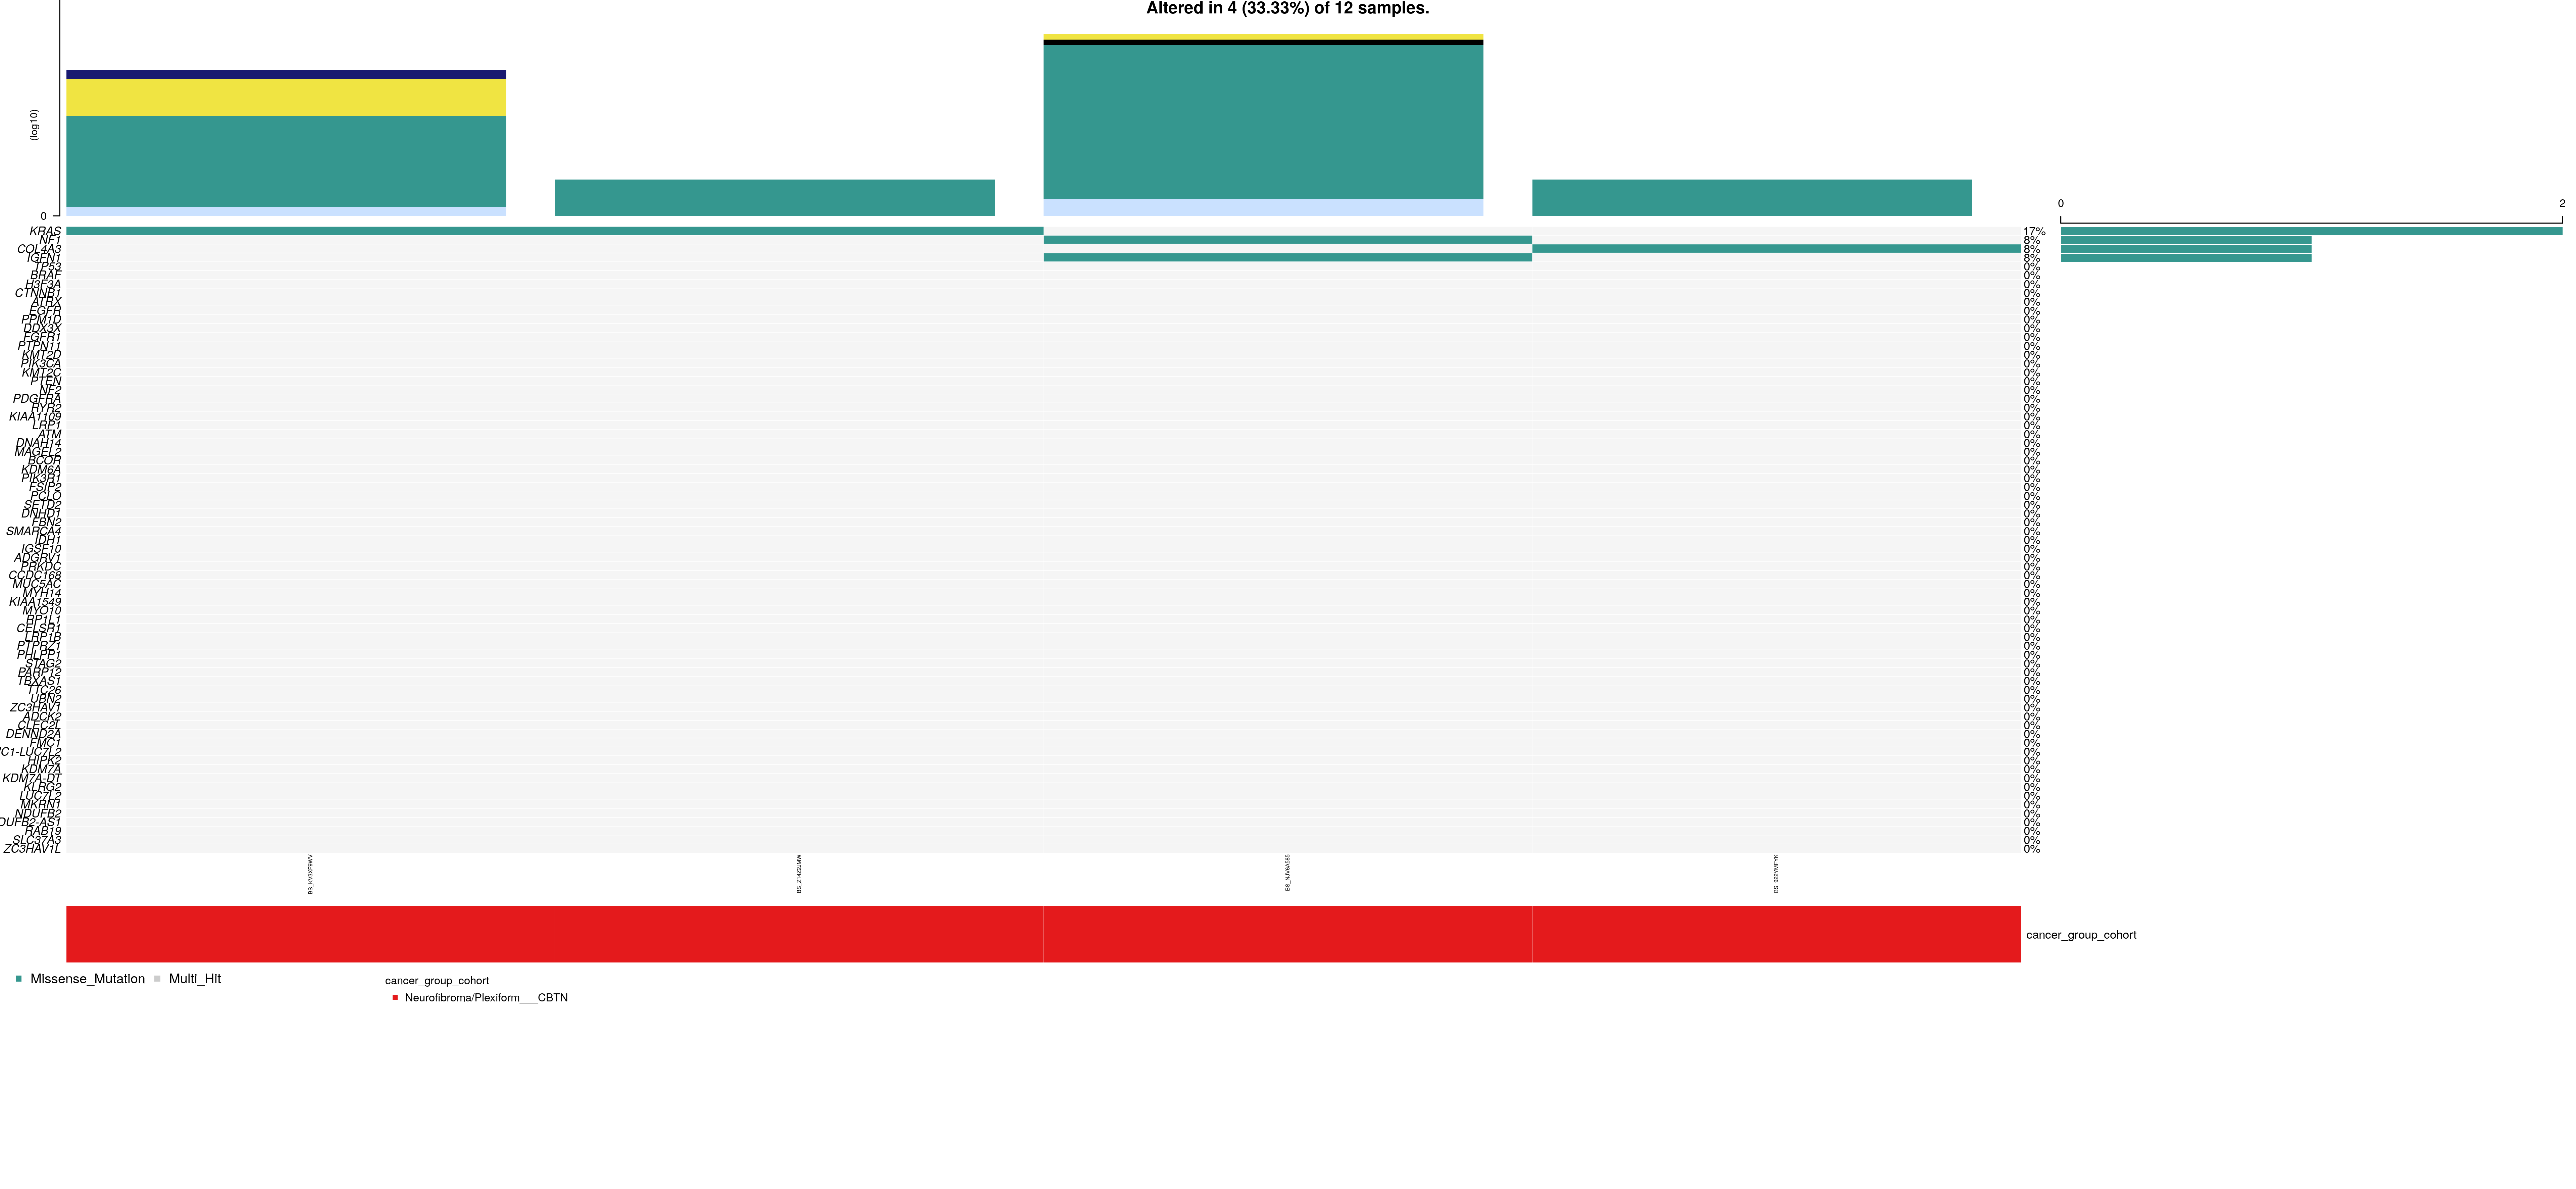 Altered in 4 (33.33%) of 12 samples.
(log10)
0
0 2
KRAS 17%
NF1 8%
COL4A3 8%
IGFN1 8%
TP53 0%
BRAF 0%
H3F3A 0%
CTNNB1 0%
ATRX 0%
EGFR 0%
PPM1D 0%
DDX3X 0%
FGFR1 0%
PTPN11 0%
KMT2D 0%
PIK3CA 0%
KMT2C 0%
PTEN 0%
NF2 0%
PDGFRA 0%
RYR2 0%
KIAA1109 0%
LRP1 0%
ATM 0%
DNAH14 0%
MAGEL2 0%
BCOR 0%
KDM6A 0%
PIK3R1 0%
FSIP2 0%
PCLO 0%
SETD2 0%
DNHD1 0%
FBN2 0%
SMARCA4 0%
IDH1 0%
IGSF10 0%
ADGRV1 0%
PRKDC 0%
CCDC168 0%
MUC5AC 0%
MYH14 0%
KIAA1549 0%
MYO10 0%
RP1L1 0%
CELSR1 0%
LRP1B 0%
PTPRZ1 0%
PHLPP1 0%
STAG2 0%
PARP12 0%
TBXAS1 0%
TTC26 0%
UBN2 0%
ZC3HAV1 0%
ADCK2 0%
CLEC2L 0%
DENND2A 0%
FMC1 0%
C1-LUC7L2 0%
HIPK2 0%
KDM7A 0%
KDM7A-DT 0%
KLRG2 0%
LUC7L2 0%
MKRN1 0%
NDUFB2 0%
DUFB2-AS1 0%
RAB19 0%
SLC37A3 0%
ZC3HAV1L 0%
cancer_group_cohort
Missense_Mutation Multi_Hit
cancer_group_cohort
Neurofibroma/Plexiform___CBTN